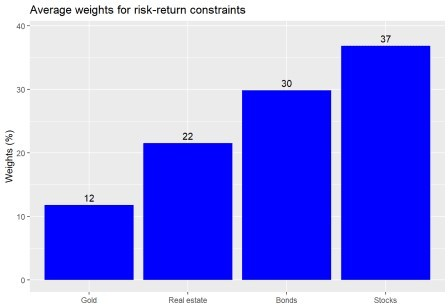 Average weights for risk-return constraints
40
30
20
10
0
Weights (%)
12
22
30
37
Gold
Real estate
Bonds
Stocks